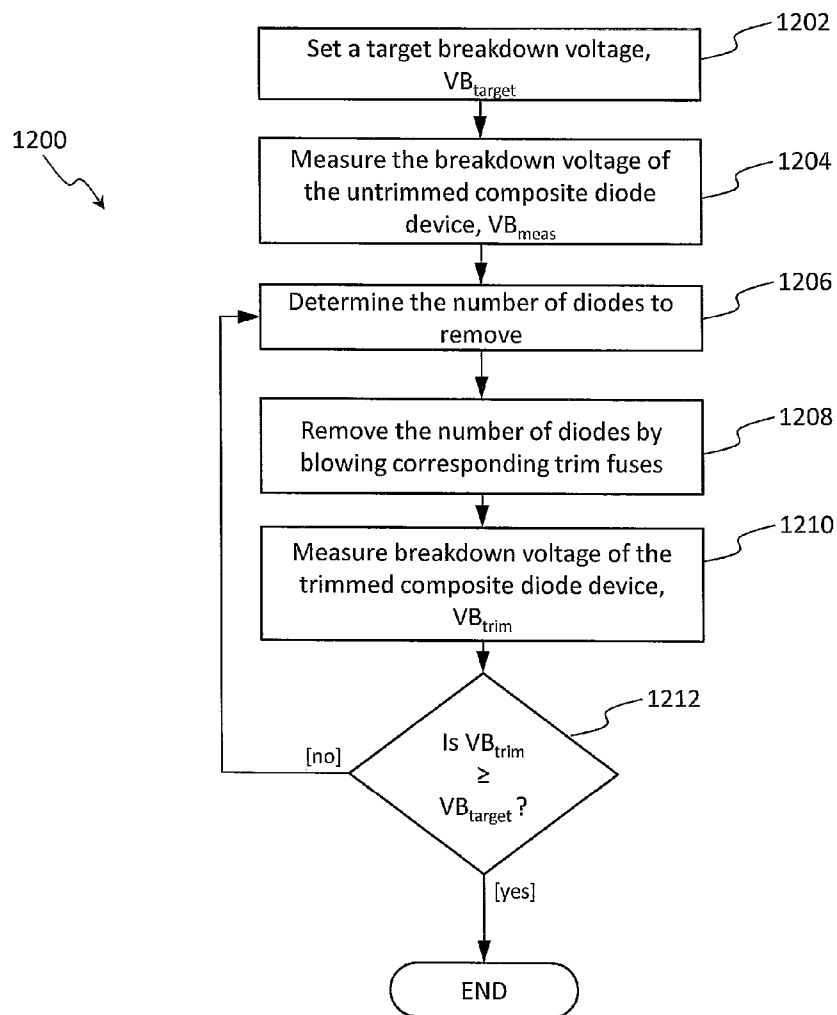 1202
Set a target breakdown voltage,
VBtarget
1200
1204
Measure the breakdown voltage of
the untrimmed composite diode
device, VBmeas
1206
Determine the number of diodes to
remove
1208
Remove the number of diodes by
blowing corresponding trim fuses
1210
Measure breakdown voltage of the
trimmed composite diode device,
VBtrim
1212
Is VBtrim
≥
VBtarget ?
[no]
[yes]
END